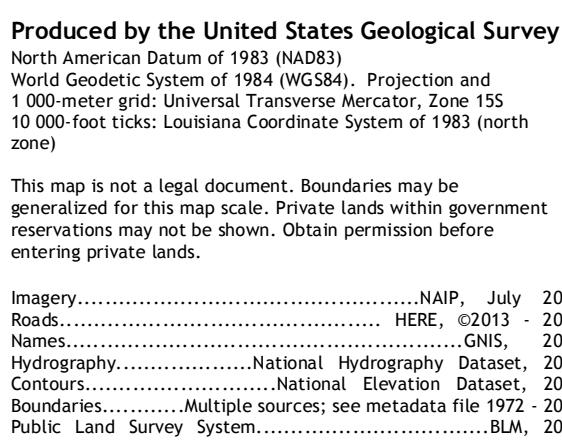 Produced by the United States Geological Survey
North American Datum of 1983 (NAD83)
World Geodetic System of 1984 (WGS84). Projection and
1 000-meter grid: Universal Transverse Mercator, Zone 15S
10 000-foot ticks: Louisiana Coordinate System of 1983 (north
zone)
This map is not a legal document. Boundaries may be
generalized for this map scale. Private lands within government
reservations may not be shown. Obtain permission before
entering private lands.
Imagery....................................................NAIP, July 20
Roads................................................ HERE, ©2013 - 20
Names............................................................GNIS, 20
Hydrography....................National Hydrography Dataset, 20
Contours............................National Elevation Dataset, 20
Boundaries............Multiple sources; see metadata file 1972 - 20
Public Land Survey System..................................BLM, 20